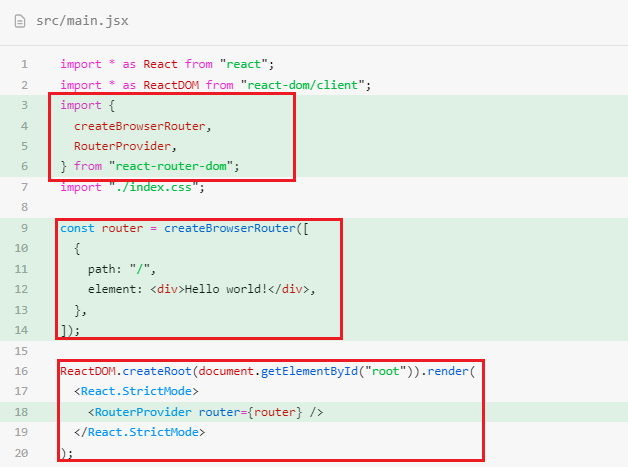 src/main.jsx
1 import * as React from "react";
2 import * as ReactDOM from "react-dom/client";
3 import {
4   createBrowserRouter,
5   RouterProvider,
6 } from "react-router-dom";
7 import "./index.css";
8
9 const router = createBrowserRouter([
10   {
11     path: "/",
12     element: <div>Hello world!</div>,
13   },
14 ]);
15
16 ReactDOM.createRoot(document.getElementById("root")).render(
17   <React.StrictMode>
18     <RouterProvider router={router} />
19   </React.StrictMode>
20 );